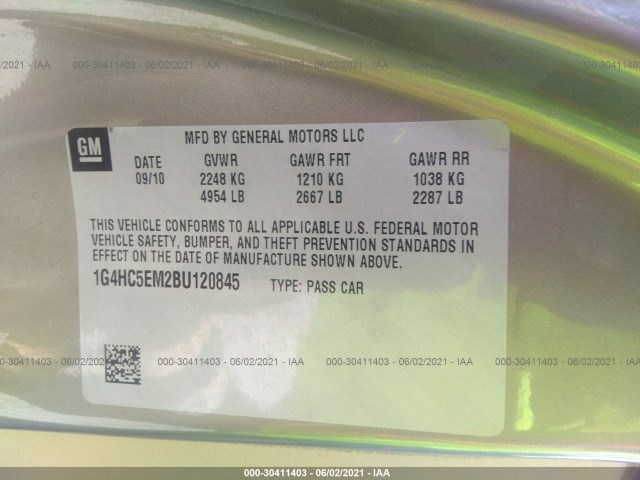 /2021 - IAA 000-30411403 - 06/02/2021 - IAA 000-30411403 - 06/02/2021 - IAA 000-30411403 - 06/02/2
GM
MFD BY GENERAL MOTORS LLC
DATE GVWR GAWR FRT GAWR RR
09/10 2248 KG 1210 KG 1038 KG
4954 LB 2667 LB 2287 LB
THIS VEHICLE CONFORMS TO ALL APPLICABLE U.S. FEDERAL MOTOR
VEHICLE SAFETY, BUMPER, AND THEFT PREVENTION STANDARDS IN
EFFECT ON THE DATE OF MANUFACTURE SHOWN ABOVE.
1G4HC5EM2BU120845 TYPE: PASS CAR
000-30411403 - 06/02/2021 - IAA 000-30411403 - 06/02/2021 - IAA 000-30411403 - 06/02/2021 - IAA 000-30411403
000-30411403 - 06/02/2021 - IAA